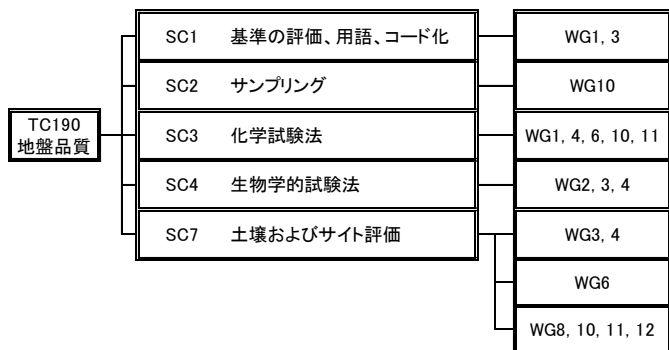 TC190
地盤品質
SC1 基準の評価、用語、コード化
WG1, 3
SC2 サンプリング
WG10
SC3 化学試験法
WG1, 4, 6, 10, 11
SC4 生物学的試験法
WG2, 3, 4
SC7 土壌およびサイト評価
WG3, 4
WG6
WG8, 10, 11, 12